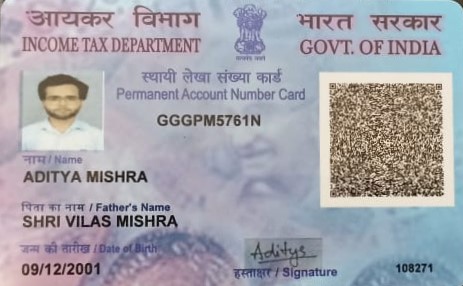 आयकर विभाग
INCOME TAX DEPARTMENT
भारत सरकार
GOVT. OF INDIA
स्थायी लेखा संख्या कार्ड
Permanent Account Number Card
GGGPM5761N
नाम / Name
ADITYA MISHRA
पिता का नाम / Father's Name
SHRI VILAS MISHRA
जन्म की तारीख / Date of Birth
09/12/2001
Aditya
हस्ताक्षर / Signature
108271